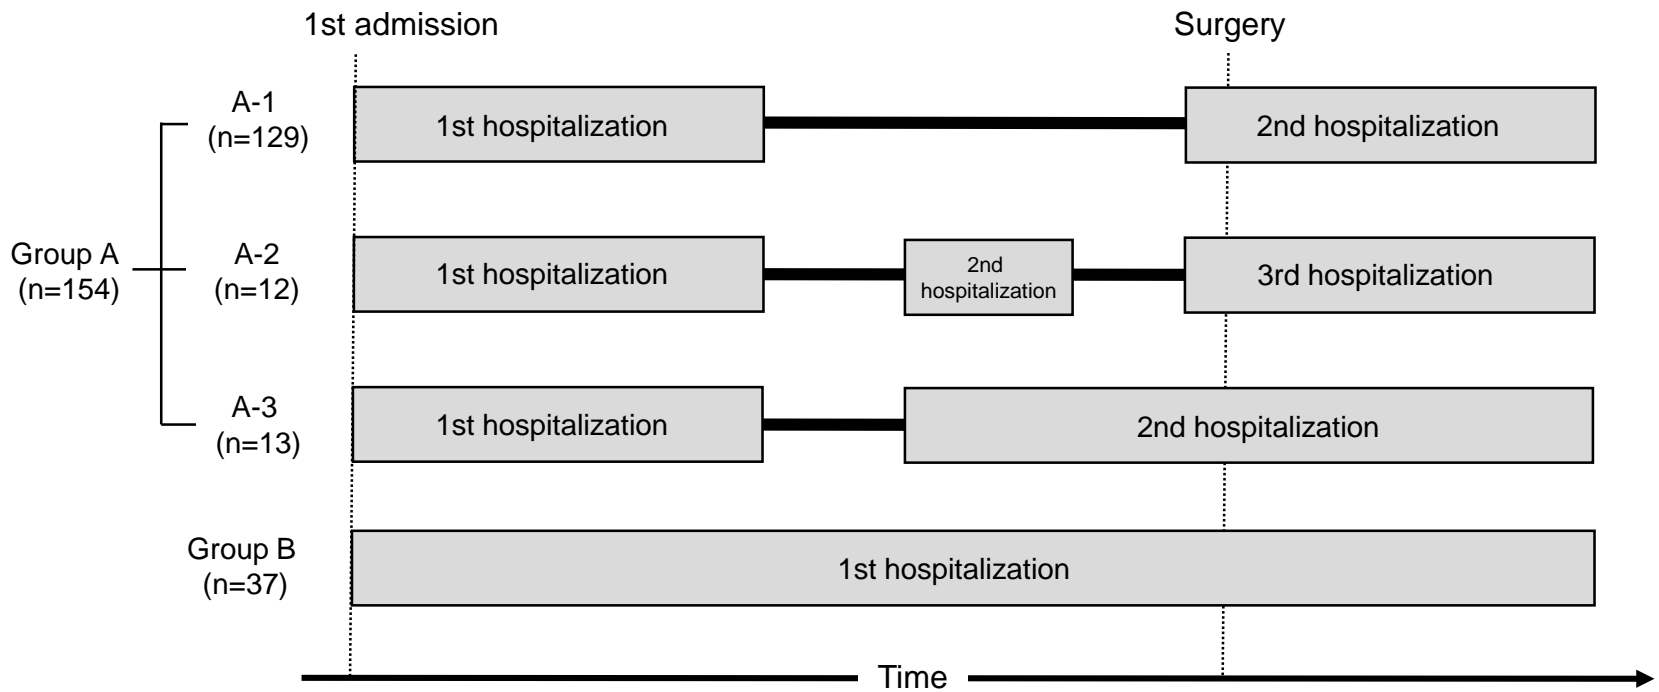 1st admission
Surgery
A-1
(n=129)
1st hospitalization
2nd hospitalization
Group A
(n=154)
A-2
(n=12)
1st hospitalization
2nd
hospitalization
3rd hospitalization
A-3
(n=13)
1st hospitalization
2nd hospitalization
Group B
(n=37)
1st hospitalization
Time